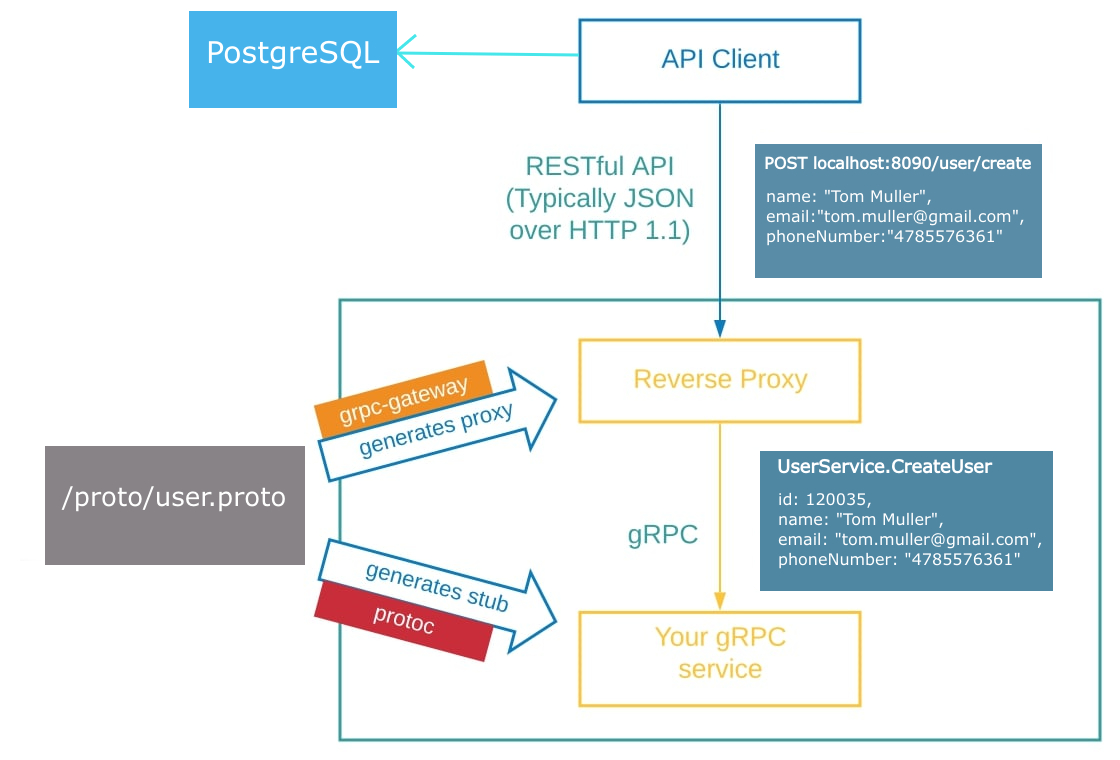 PostgreSQL
API Client
RESTful API
(Typically JSON
over HTTP 1.1)
POST localhost:8090/user/create
name: "Tom Muller",
email:"tom.muller@gmail.com",
phoneNumber:"4785576361"
grpc-gateway
generates proxy
Reverse Proxy
/proto/user.proto
UserService.CreateUser
id: 120035,
name: "Tom Muller",
email: "tom.muller@gmail.com",
phoneNumber: "4785576361"
gRPC
generates stub
protoc
Your gRPC
service